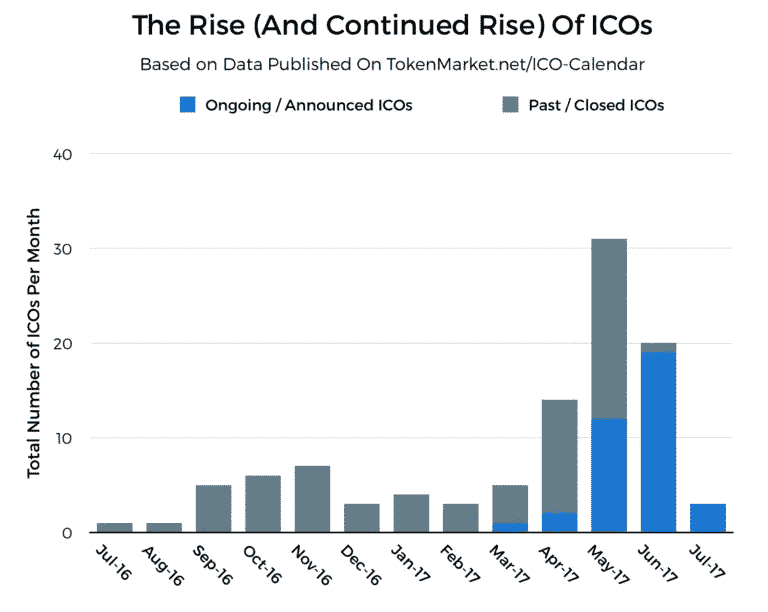 The Rise (And Continued Rise) Of ICOs
Based on Data Published On TokenMarket.net/ICO-Calendar
Ongoing / Announced ICOs
Past / Closed ICOs
Total Number of ICOs Per Month
40
30
20
10
0
Jul-16
Aug-16
Sep-16
Oct-16
Nov-16
Dec-16
Jan-17
Feb-17
Mar-17
Apr-17
May-17
Jun-17
Jul-17